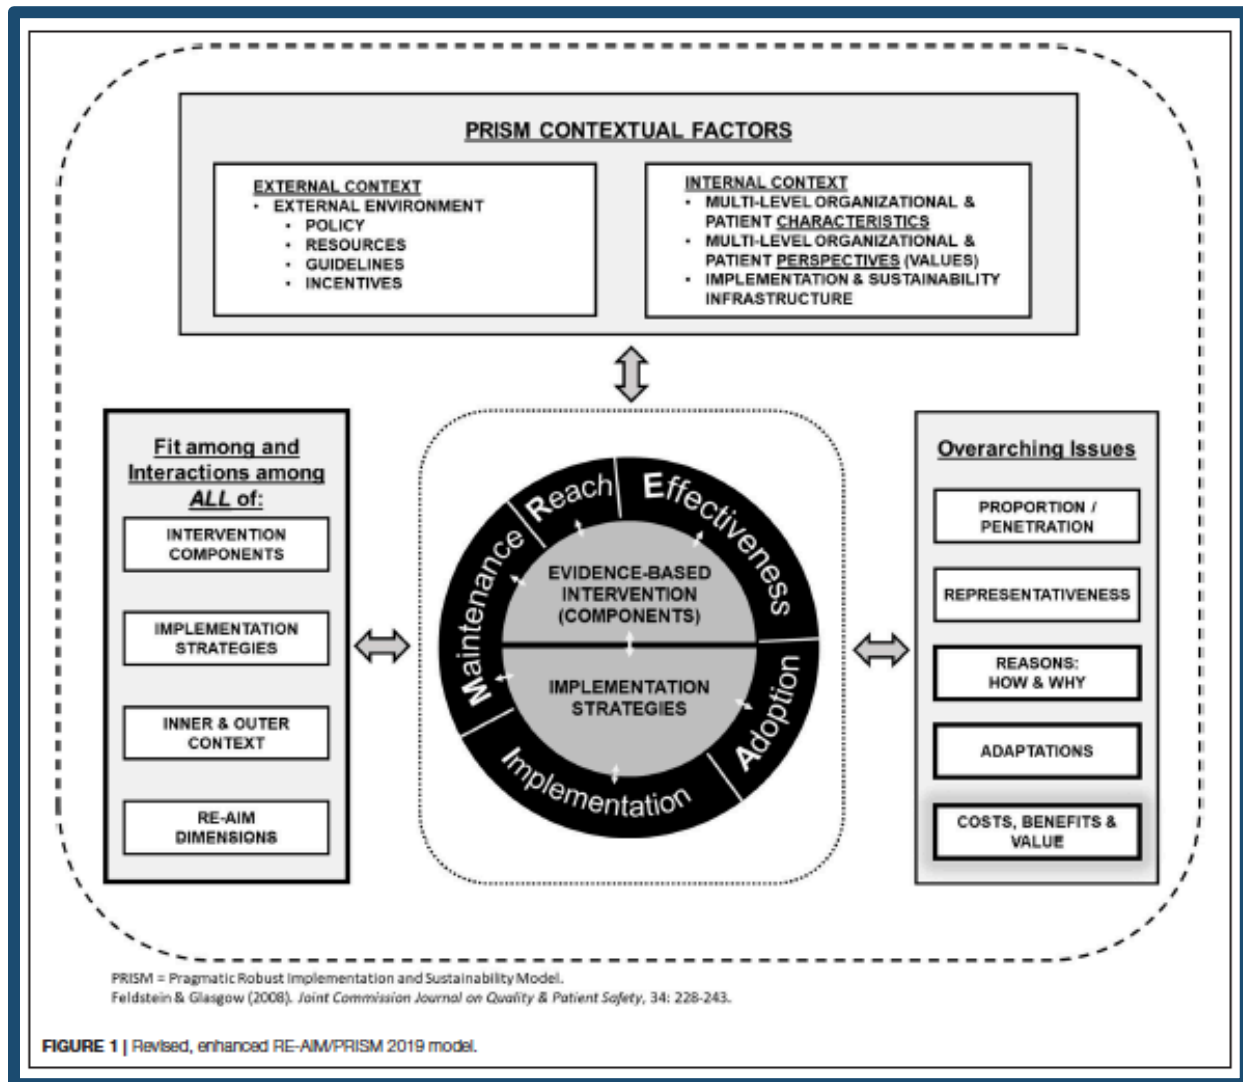 PRISM CONTEXTUAL FACTORS
EXTERNAL CONTEXT
• EXTERNAL ENVIRONMENT
• POLICY
• RESOURCES
• GUIDELINES
• INCENTIVES
INTERNAL CONTEXT
• MULTI-LEVEL ORGANIZATIONAL &
PATIENT CHARACTERISTICS
• MULTI-LEVEL ORGANIZATIONAL &
PATIENT PERSPECTIVES (VALUES)
• IMPLEMENTATION & SUSTAINABILITY
INFRASTRUCTURE
Fit among and
Interactions among
ALL of:
INTERVENTION
COMPONENTS
IMPLEMENTATION
STRATEGIES
INNER & OUTER
CONTEXT
RE-AIM
DIMENSIONS
Reach
Effectiveness
Adoption
Implementation
Maintenance
EVIDENCE-BASED
INTERVENTION
(COMPONENTS)
IMPLEMENTATION
STRATEGIES
Overarching Issues
PROPORTION /
PENETRATION
REPRESENTATIVENESS
REASONS:
HOW & WHY
ADAPTATIONS
COSTS, BENEFITS &
VALUE
PRISM = Pragmatic Robust Implementation and Sustainability Model.
Feldstein & Glasgow (2008). Joint Commission Journal on Quality & Patient Safety, 34: 228-243.
FIGURE 1 | Revised, enhanced RE-AIM/PRISM 2019 model.